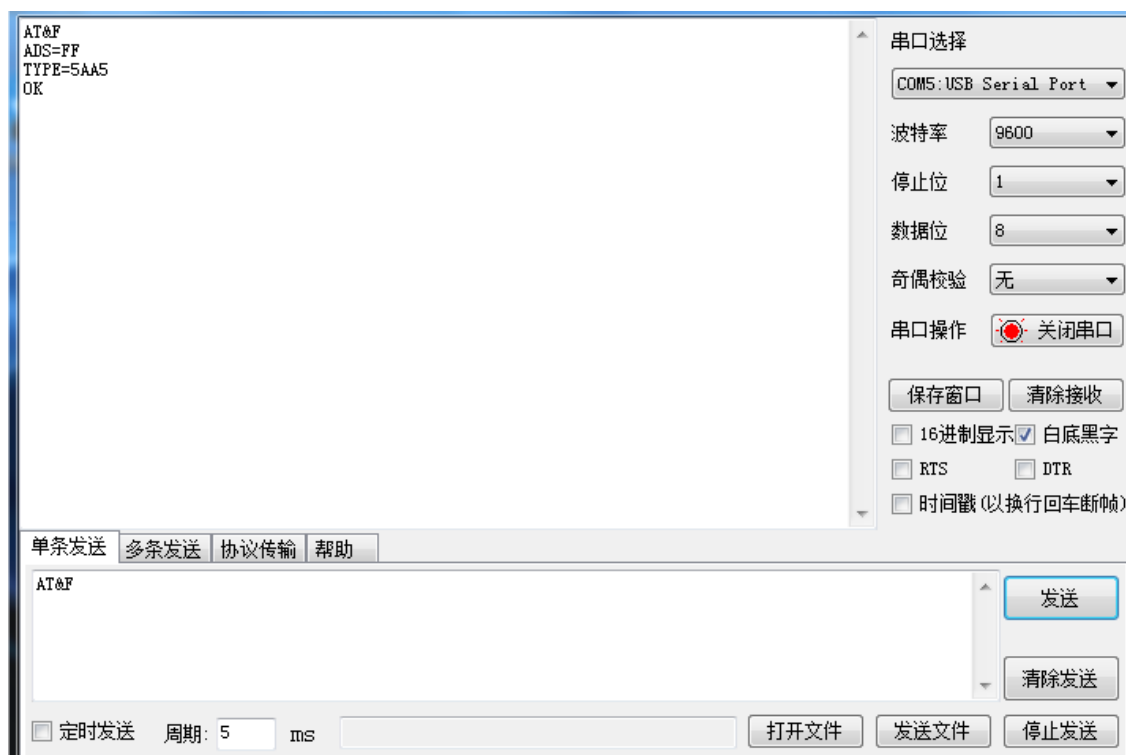 AT&F
ADS=FF
TYPE=5AA5
OK
串口选择
COM5:USB Serial Port
波特率 9600
停止位 1
数据位 8
奇偶校验 无
串口操作 关闭串口
保存窗口 清除接收
16进制显示 白底黑字
RTS DTR
时间戳(以换行回车断帧)
单条发送 多条发送 协议传输 帮助
AT&F
发送
清除发送
定时发送 周期: 5 ms 打开文件 发送文件 停止发送